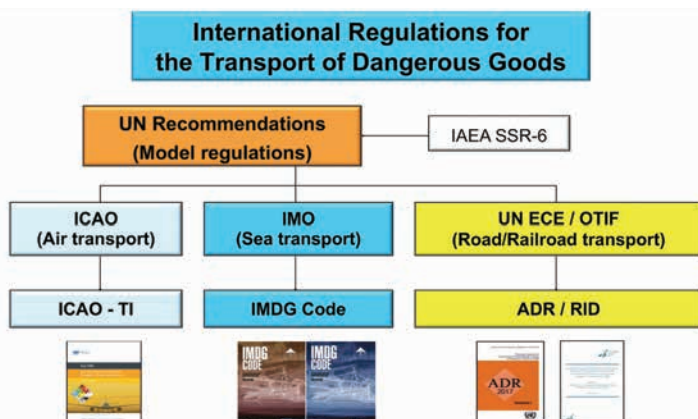 International Regulations for
the Transport of Dangerous Goods
UN Recommendations
(Model regulations)
IAEA SSR-6
ICAO
(Air transport)
IMO
(Sea transport)
UN ECE / OTIF
(Road/Railroad transport)
ICAO - TI
IMDG Code
ADR / RID
IMDG
CODE
IMDG
CODE
ADR
2017